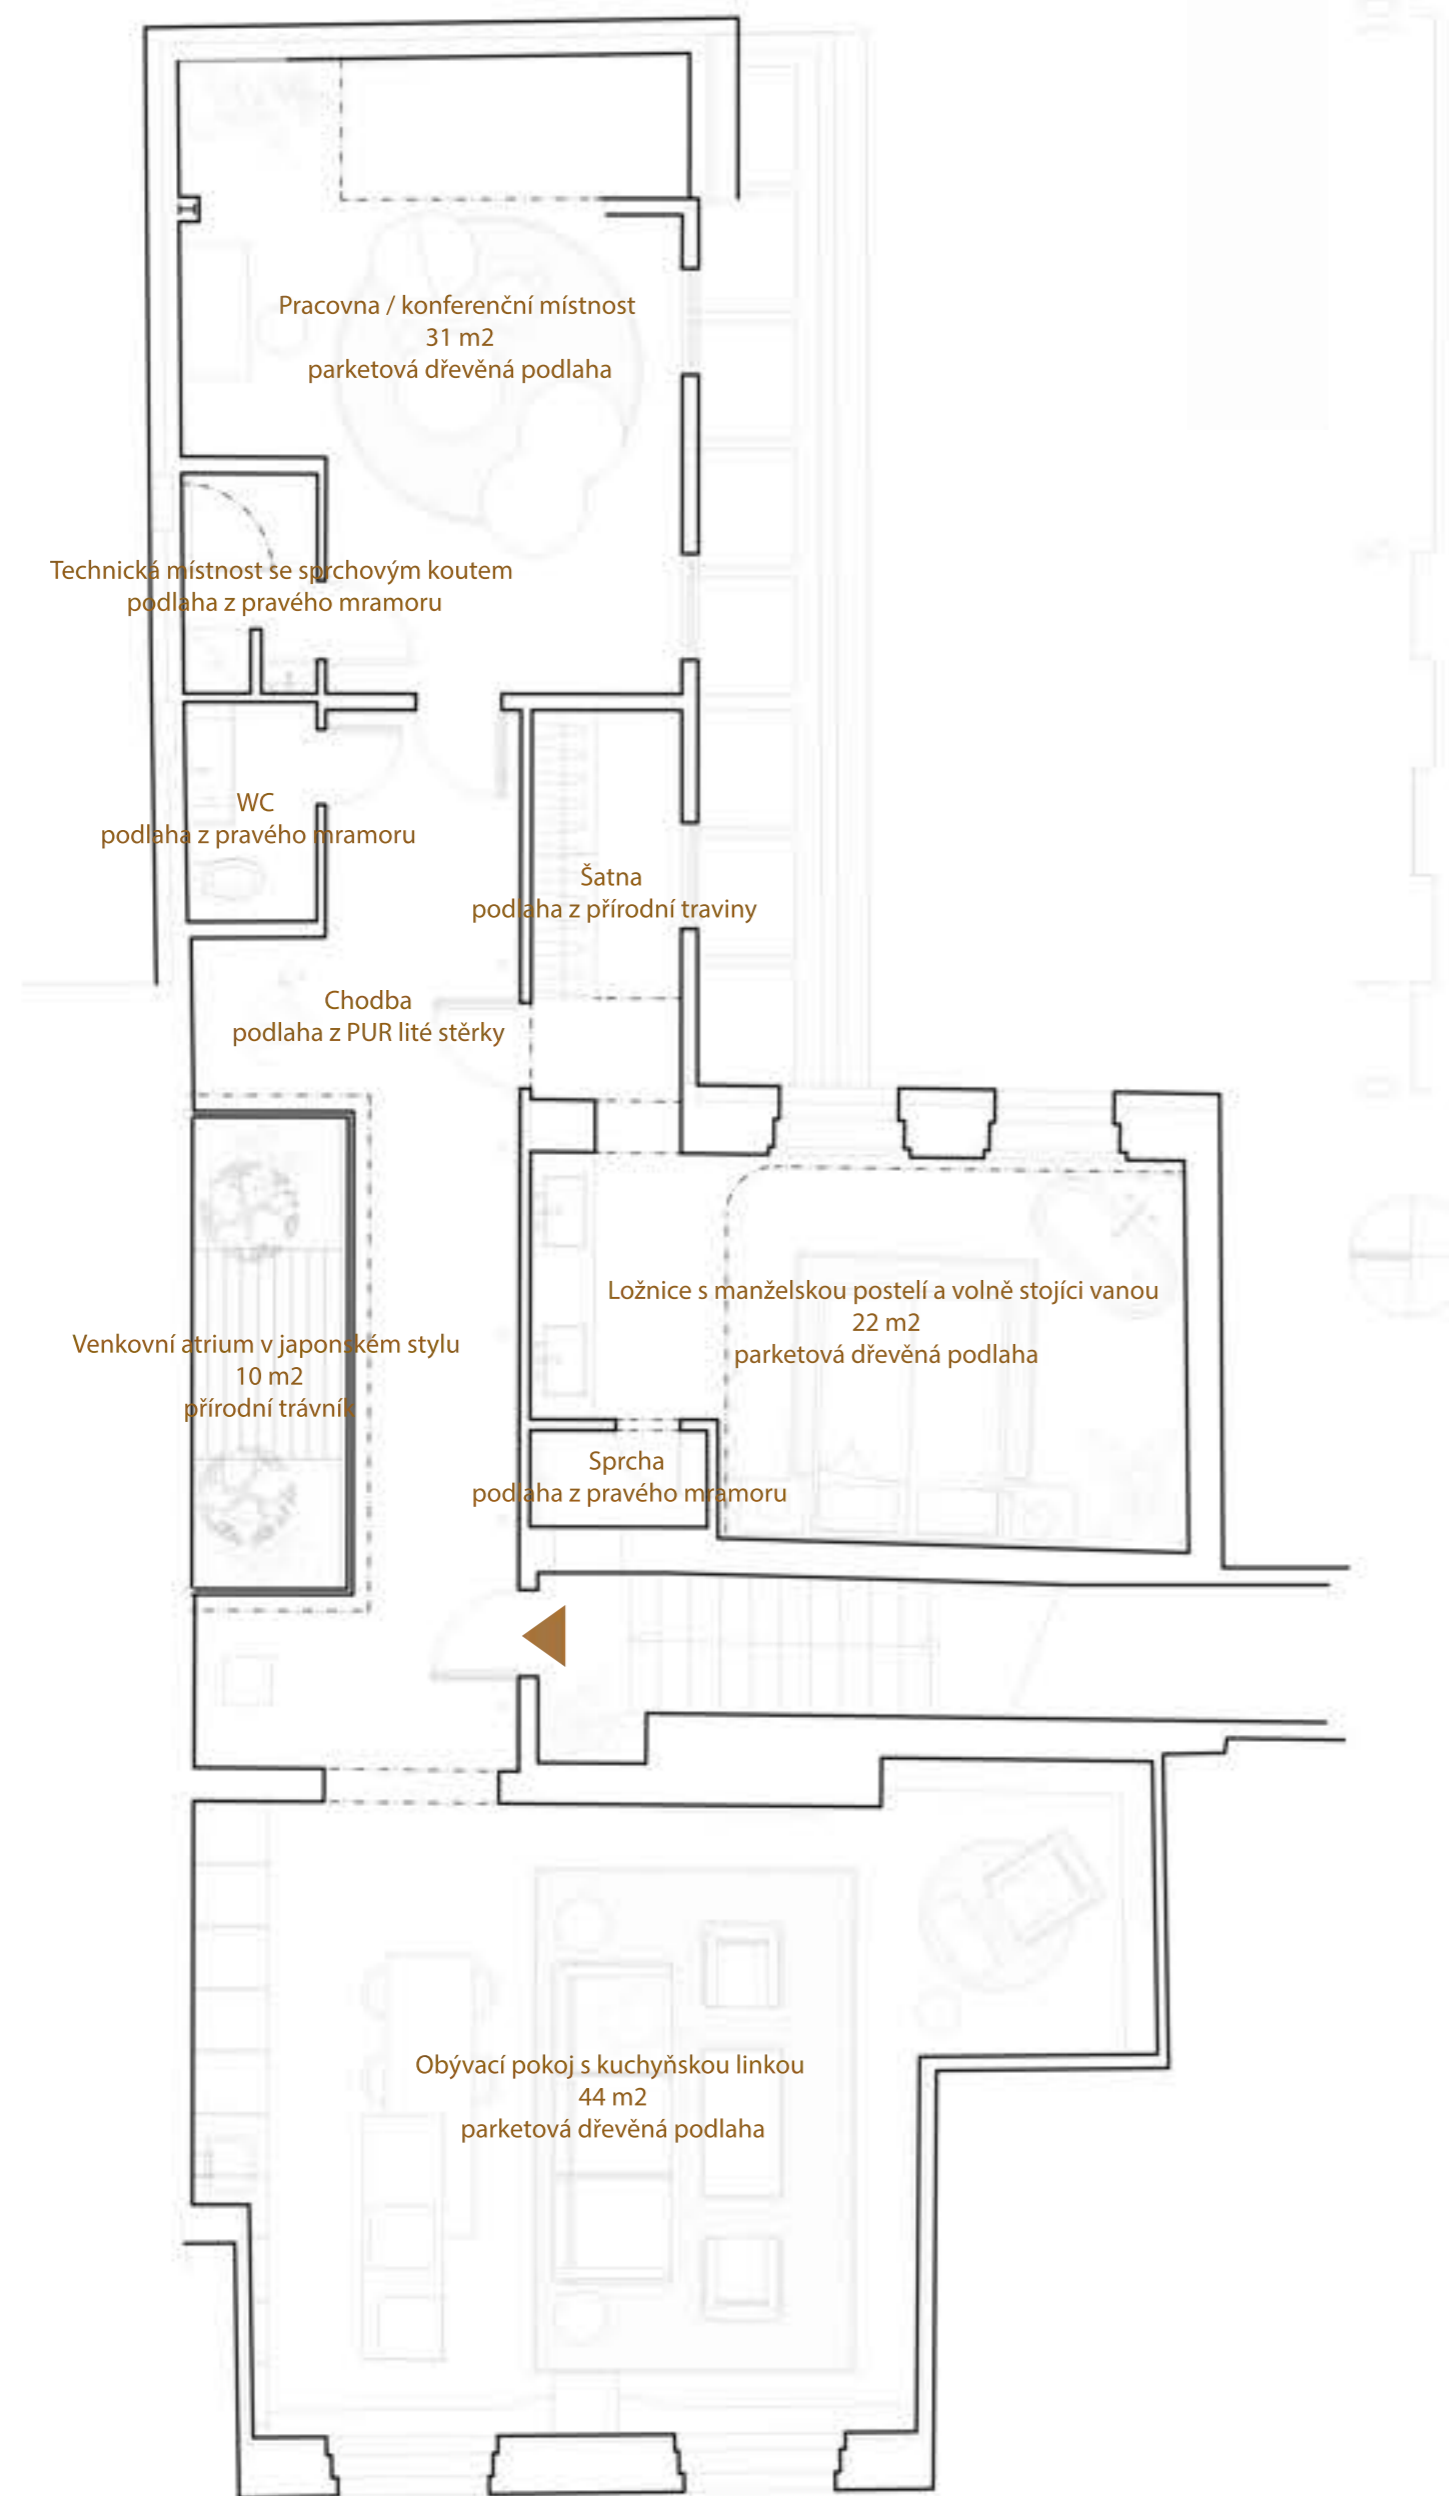 Pracovna / konferenční místnost
31 m2
parketová dřevěná podlaha
Technická místnost se sprchovým koutem
podlaha z pravého mramoru
WC
podlaha z pravého mramoru
Šatna
podlaha z přírodní traviny
Chodba
podlaha z PUR lité stěrky
Ložnice s manželskou postelí a volně stojíci vanou
22 m2
parketová dřevěná podlaha
Venkovní atrium v japonském stylu
10 m2
přírodní trávník
Sprcha
podlaha z pravého mramoru
Obývací pokoj s kuchyňskou linkou
44 m2
parketová dřevěná podlaha